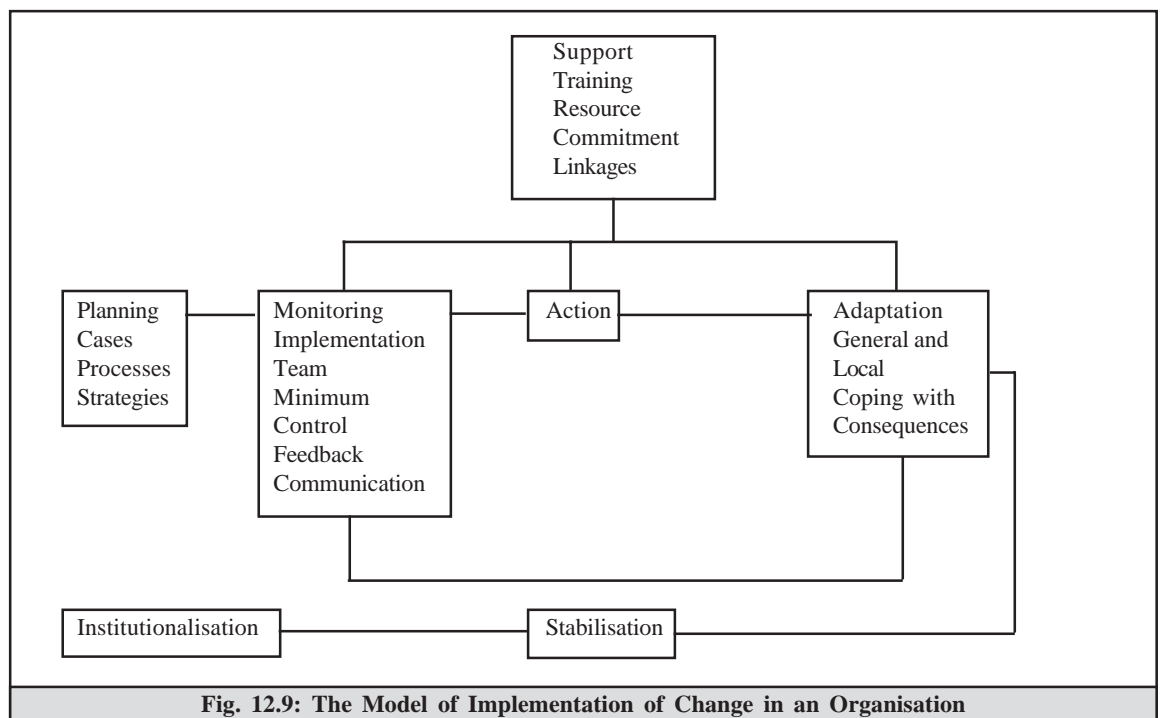 Support
Training
Resource
Commitment
Linkages
Planning
Cases
Processes
Strategies
Monitoring
Implementation
Team
Minimum
Control
Feedback
Communication
Action
Adaptation
General and
Local
Coping with
Consequences
Institutionalisation
Stabilisation
Fig. 12.9: The Model of Implementation of Change in an Organisation